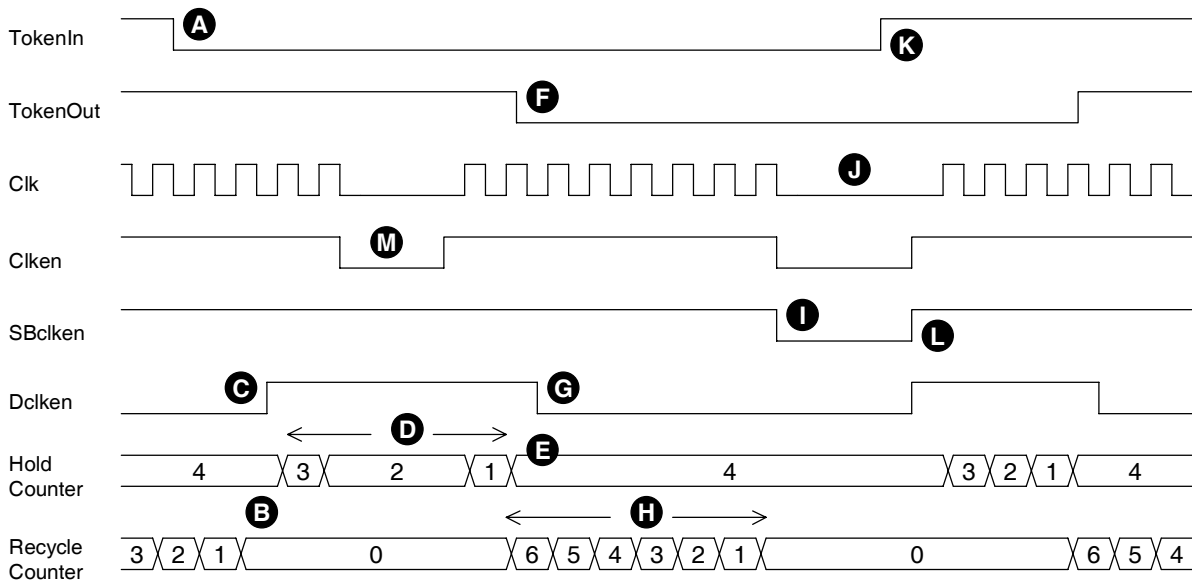 TokenIn A K
TokenOut F
Clk J
Clken M
SBclken I L
Dclken C G
D
Hold
Counter 4 3 2 1 E 4 3 2 1 4
B H
Recycle
Counter 3 2 1 0 6 5 4 3 2 1 0 6 5 4